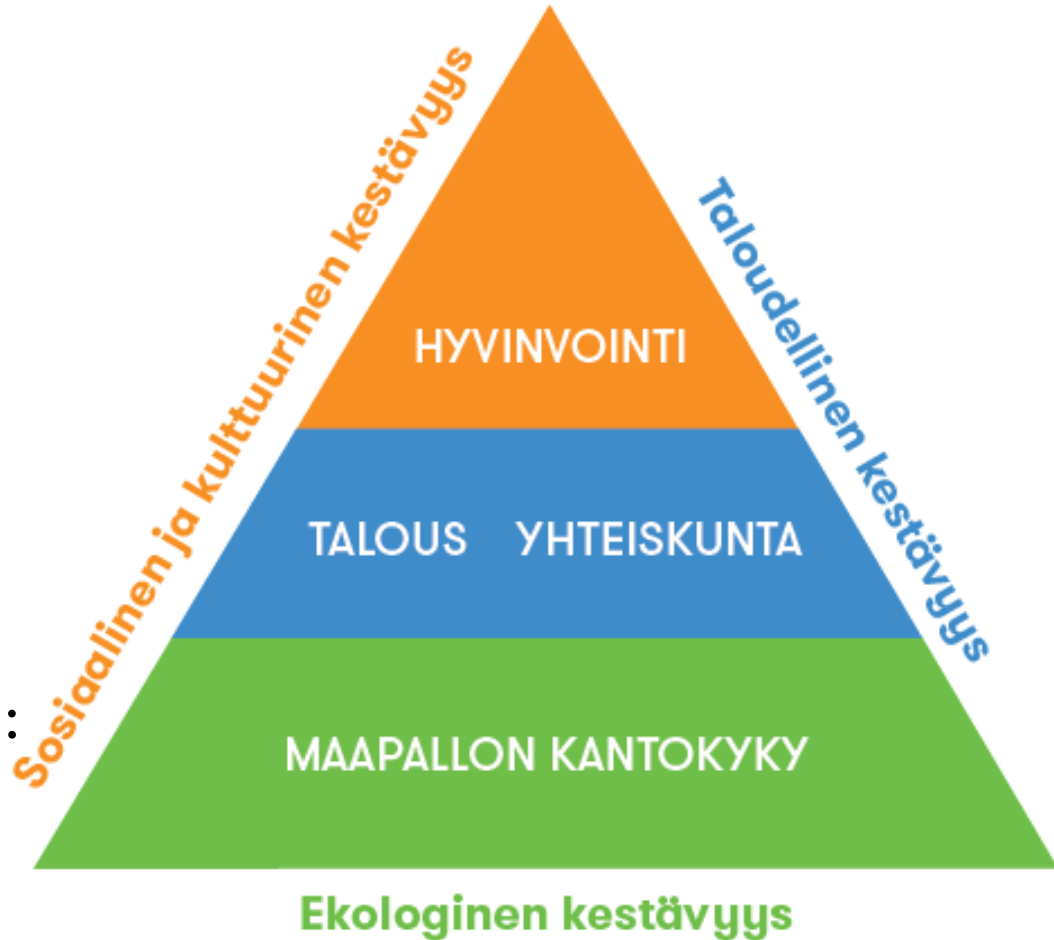 Sosiaalinen ja kulttuurinen kestävyys
Taloudellinen kestävyys
HYVINVOINTI
TALOUS YHTEISKUNTA
MAAPALLON KANTOKYKY
Ekologinen kestävyys